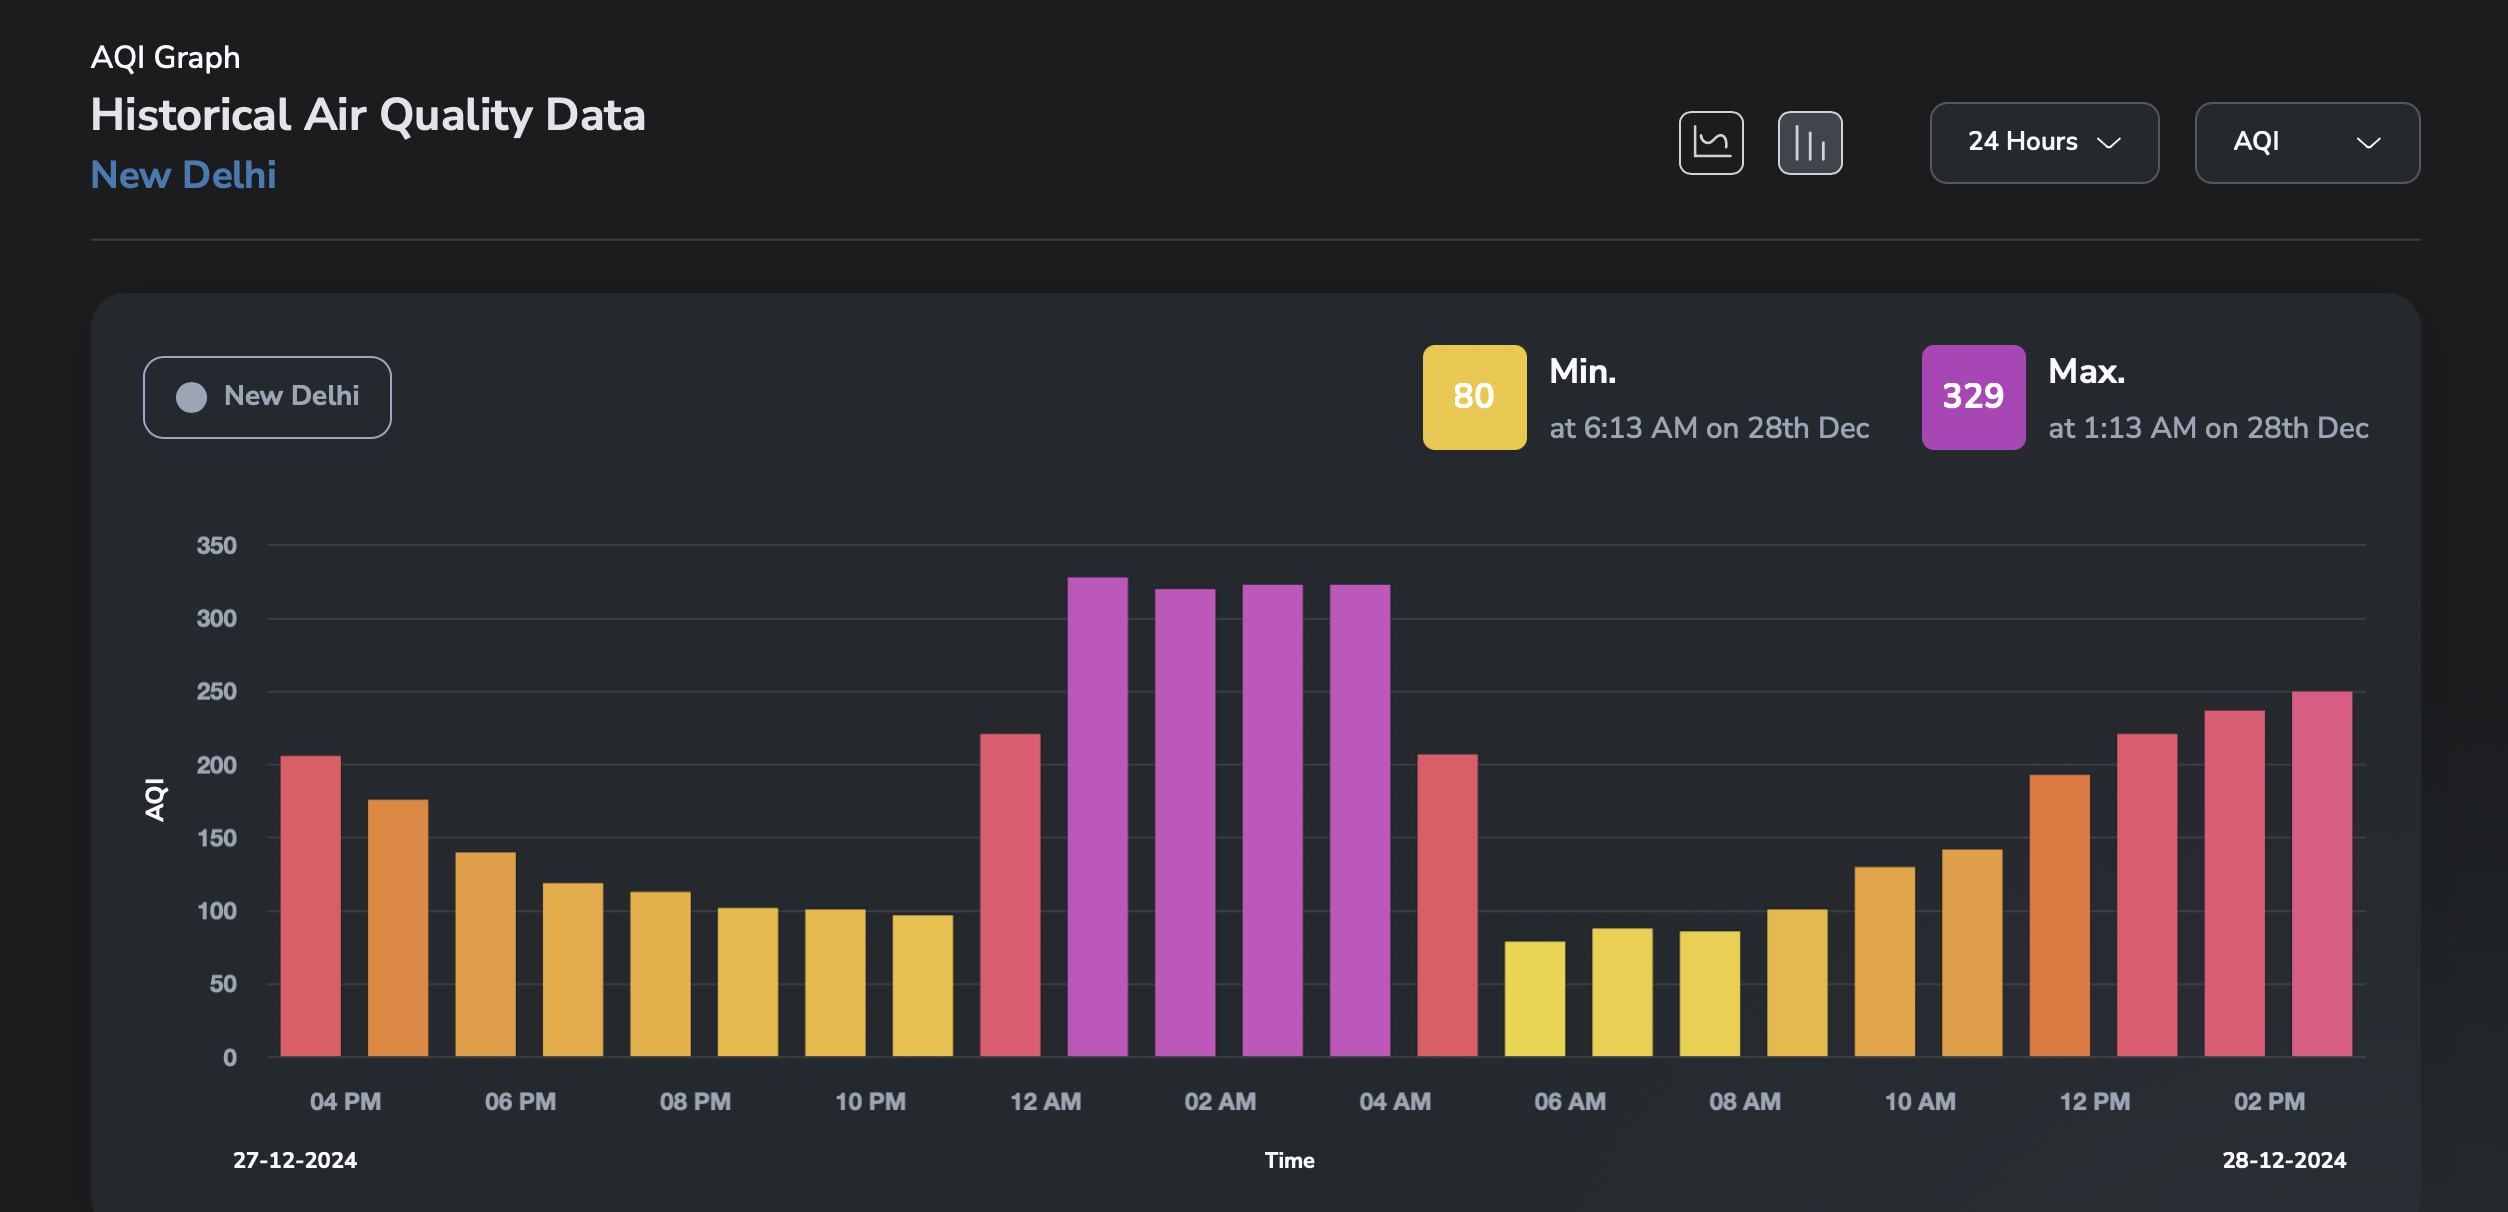 AQI Graph
Historical Air Quality Data
New Delhi
24 Hours
AQI
New Delhi
80
Min.
at 6:13 AM on 28th Dec
329
Max.
at 1:13 AM on 28th Dec
350
300
250
200
150
100
50
0
AQI
04 PM 06 PM 08 PM 10 PM 12 AM 02 AM 04 AM 06 AM 08 AM 10 AM 12 PM 02 PM
27-12-2024 Time 28-12-2024